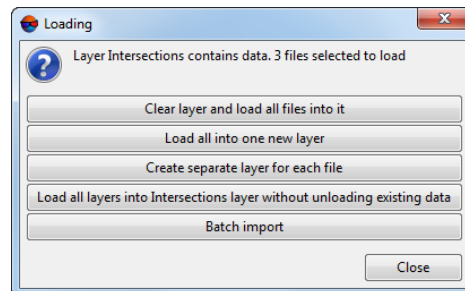 Loading
Layer Intersections contains data. 3 files selected to load
Clear layer and load all files into it
Load all into one new layer
Create separate layer for each file
Load all layers into Intersections layer without unloading existing data
Batch import
Close